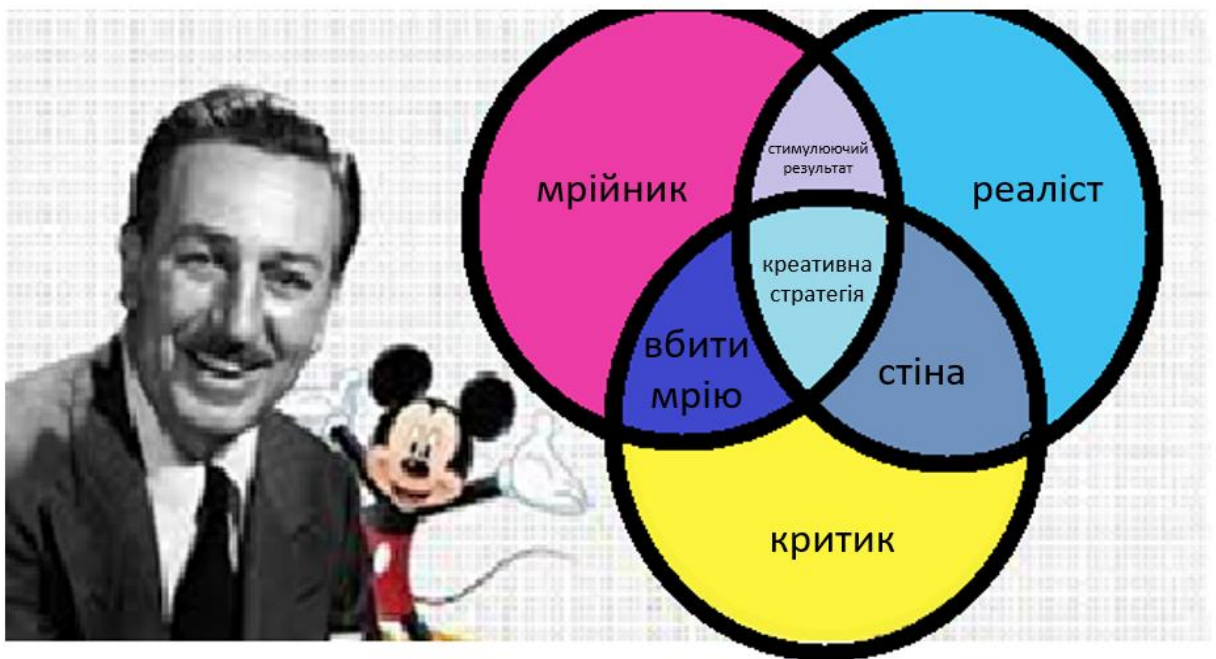 стимулюючий
результат
мрійник
реаліст
креативна
стратегія
вбити
мрію
стіна
критик